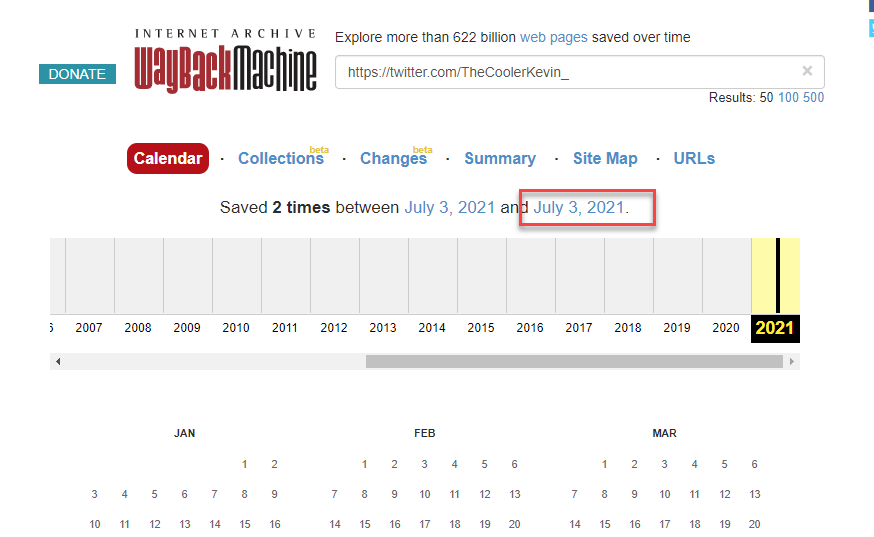 INTERNET ARCHIVE
WayBackMachine
DONATE
Explore more than 622 billion web pages saved over time
https://twitter.com/TheCoolerKevin_ ×
Results: 50 100 500
Calendar · Collections beta · Changes beta · Summary · Site Map · URLs
Saved 2 times between July 3, 2021 and July 3, 2021.
2007 2008 2009 2010 2011 2012 2013 2014 2015 2016 2017 2018 2019 2020 2021
JAN FEB MAR
1 2 1 2 3 4 5 6 1 2 3 4 5 6
3 4 5 6 7 8 9 7 8 9 10 11 12 13 7 8 9 10 11 12 13
10 11 12 13 14 15 16 14 15 16 17 18 19 20 14 15 16 17 18 19 20